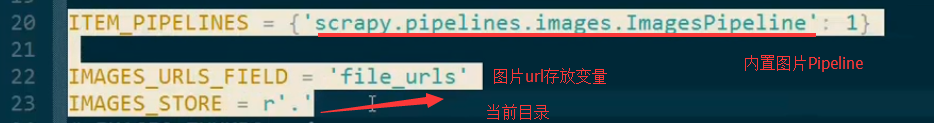 20 ITEM_PIPELINES = {'scrapy.pipelines.images.ImagesPipeline': 1}
21
22 IMAGES_URLS_FIELD = 'file_urls' 图片url存放变量 内置图片Pipeline
23 IMAGES_STORE = r'.' 当前目录